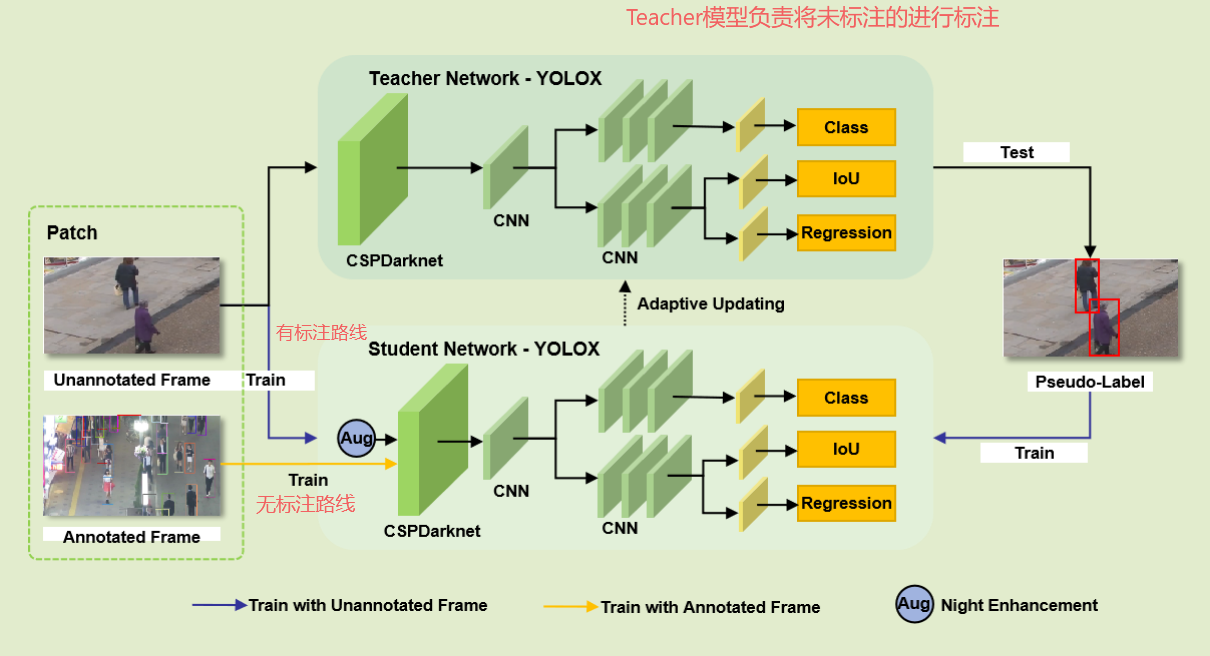 Teacher模型负责将未标注的进行标注
Teacher Network - YOLOX
Class
Test
CNN
IoU
Patch
CNN
Regression
CSPDarknet
Adaptive Updating
有标注路线
Student Network - YOLOX
Unannotated Frame
Train
Pseudo-Label
Class
Aug
IoU
Train
Train
CNN
无标注路线
Regression
CSPDarknet
CNN
Annotated Frame
Train with Unannotated Frame
Train with Annotated Frame
Aug
Night Enhancement